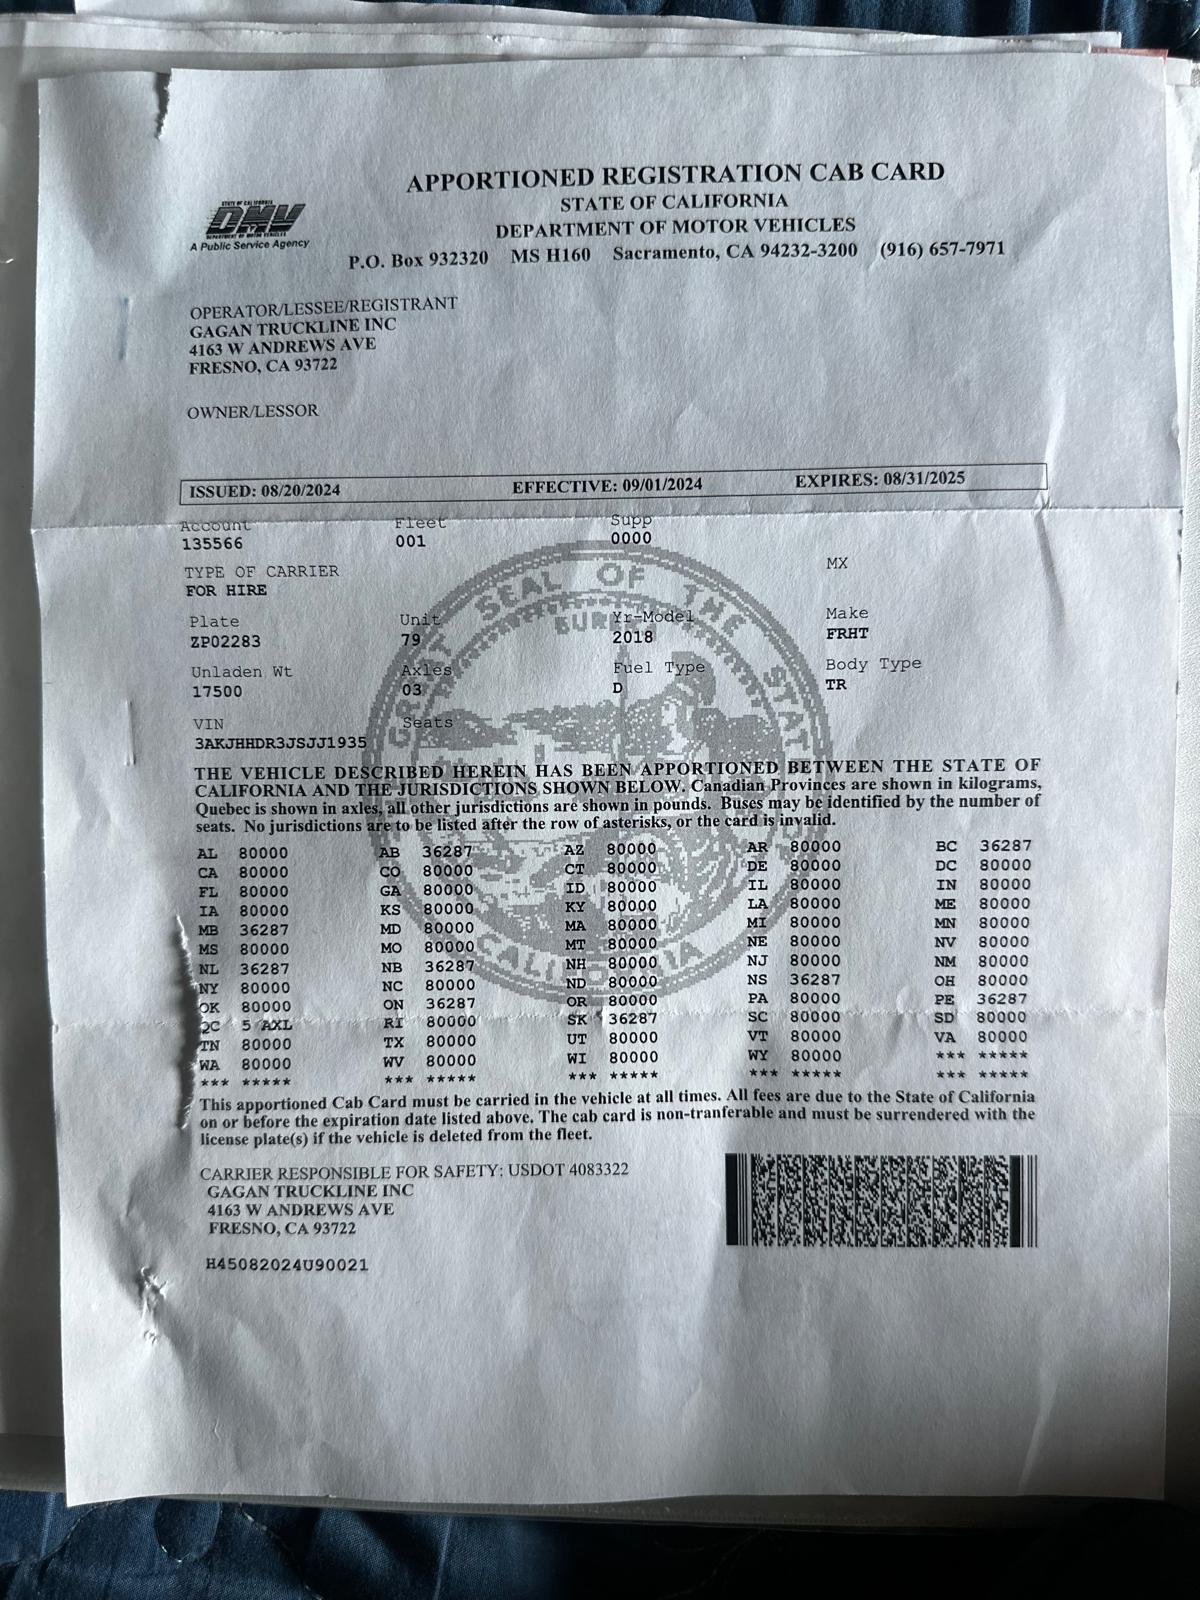 APPORTIONED REGISTRATION CAB CARD
STATE OF CALIFORNIA
DEPARTMENT OF MOTOR VEHICLES
P.O. Box 932320 MS H160 Sacramento, CA 94232-3200 (916) 657-7971
STATE OF CALIFORNIA
DMV
DEPARTMENT OF MOTOR VEHICLES
A Public Service Agency
OPERATOR/LESSEE/REGISTRANT
GAGAN TRUCKLINE INC
4163 W ANDREWS AVE
FRESNO, CA 93722
OWNER/LESSOR
ISSUED: 08/20/2024 EFFECTIVE: 09/01/2024 EXPIRES: 08/31/2025
Account Fleet Supp
135566 001 0000
TYPE OF CARRIER MX
FOR HIRE
Plate Unit Yr-Model Make
ZP02283 79 2018 FRHT
Unladen Wt Axles Fuel Type Body Type
17500 03 D TR
VIN Seats
3AKJHHDR3JSJJ1935
GREAT SEAL OF THE STATE
EUREKA
CALIFORNIA
THE VEHICLE DESCRIBED HEREIN HAS BEEN APPORTIONED BETWEEN THE STATE OF
CALIFORNIA AND THE JURISDICTIONS SHOWN BELOW. Canadian Provinces are shown in kilograms,
Quebec is shown in axles, all other jurisdictions are shown in pounds. Buses may be identified by the number of
seats. No jurisdictions are to be listed after the row of asterisks, or the card is invalid.
AL 80000 AB 36287 AZ 80000 AR 80000 BC 36287
CA 80000 CO 80000 CT 80000 DE 80000 DC 80000
FL 80000 GA 80000 ID 80000 IL 80000 IN 80000
IA 80000 KS 80000 KY 80000 LA 80000 ME 80000
MB 36287 MD 80000 MA 80000 MI 80000 MN 80000
MS 80000 MO 80000 MT 80000 NE 80000 NV 80000
NL 36287 NB 36287 NH 80000 NJ 80000 NM 80000
NY 80000 NC 80000 ND 80000 NS 36287 OH 80000
OK 80000 ON 36287 OR 80000 PA 80000 PE 36287
QC 5 AXL RI 80000 SK 36287 SC 80000 SD 80000
TN 80000 TX 80000 UT 80000 VT 80000 VA 80000
WA 80000 WV 80000 WI 80000 WY 80000 *** *****
*** ***** *** ***** *** ***** *** ***** *** *****
This apportioned Cab Card must be carried in the vehicle at all times. All fees are due to the State of California
on or before the expiration date listed above. The cab card is non-tranferable and must be surrendered with the
license plate(s) if the vehicle is deleted from the fleet.
CARRIER RESPONSIBLE FOR SAFETY: USDOT 4083322
GAGAN TRUCKLINE INC
4163 W ANDREWS AVE
FRESNO, CA 93722
H45082024U90021